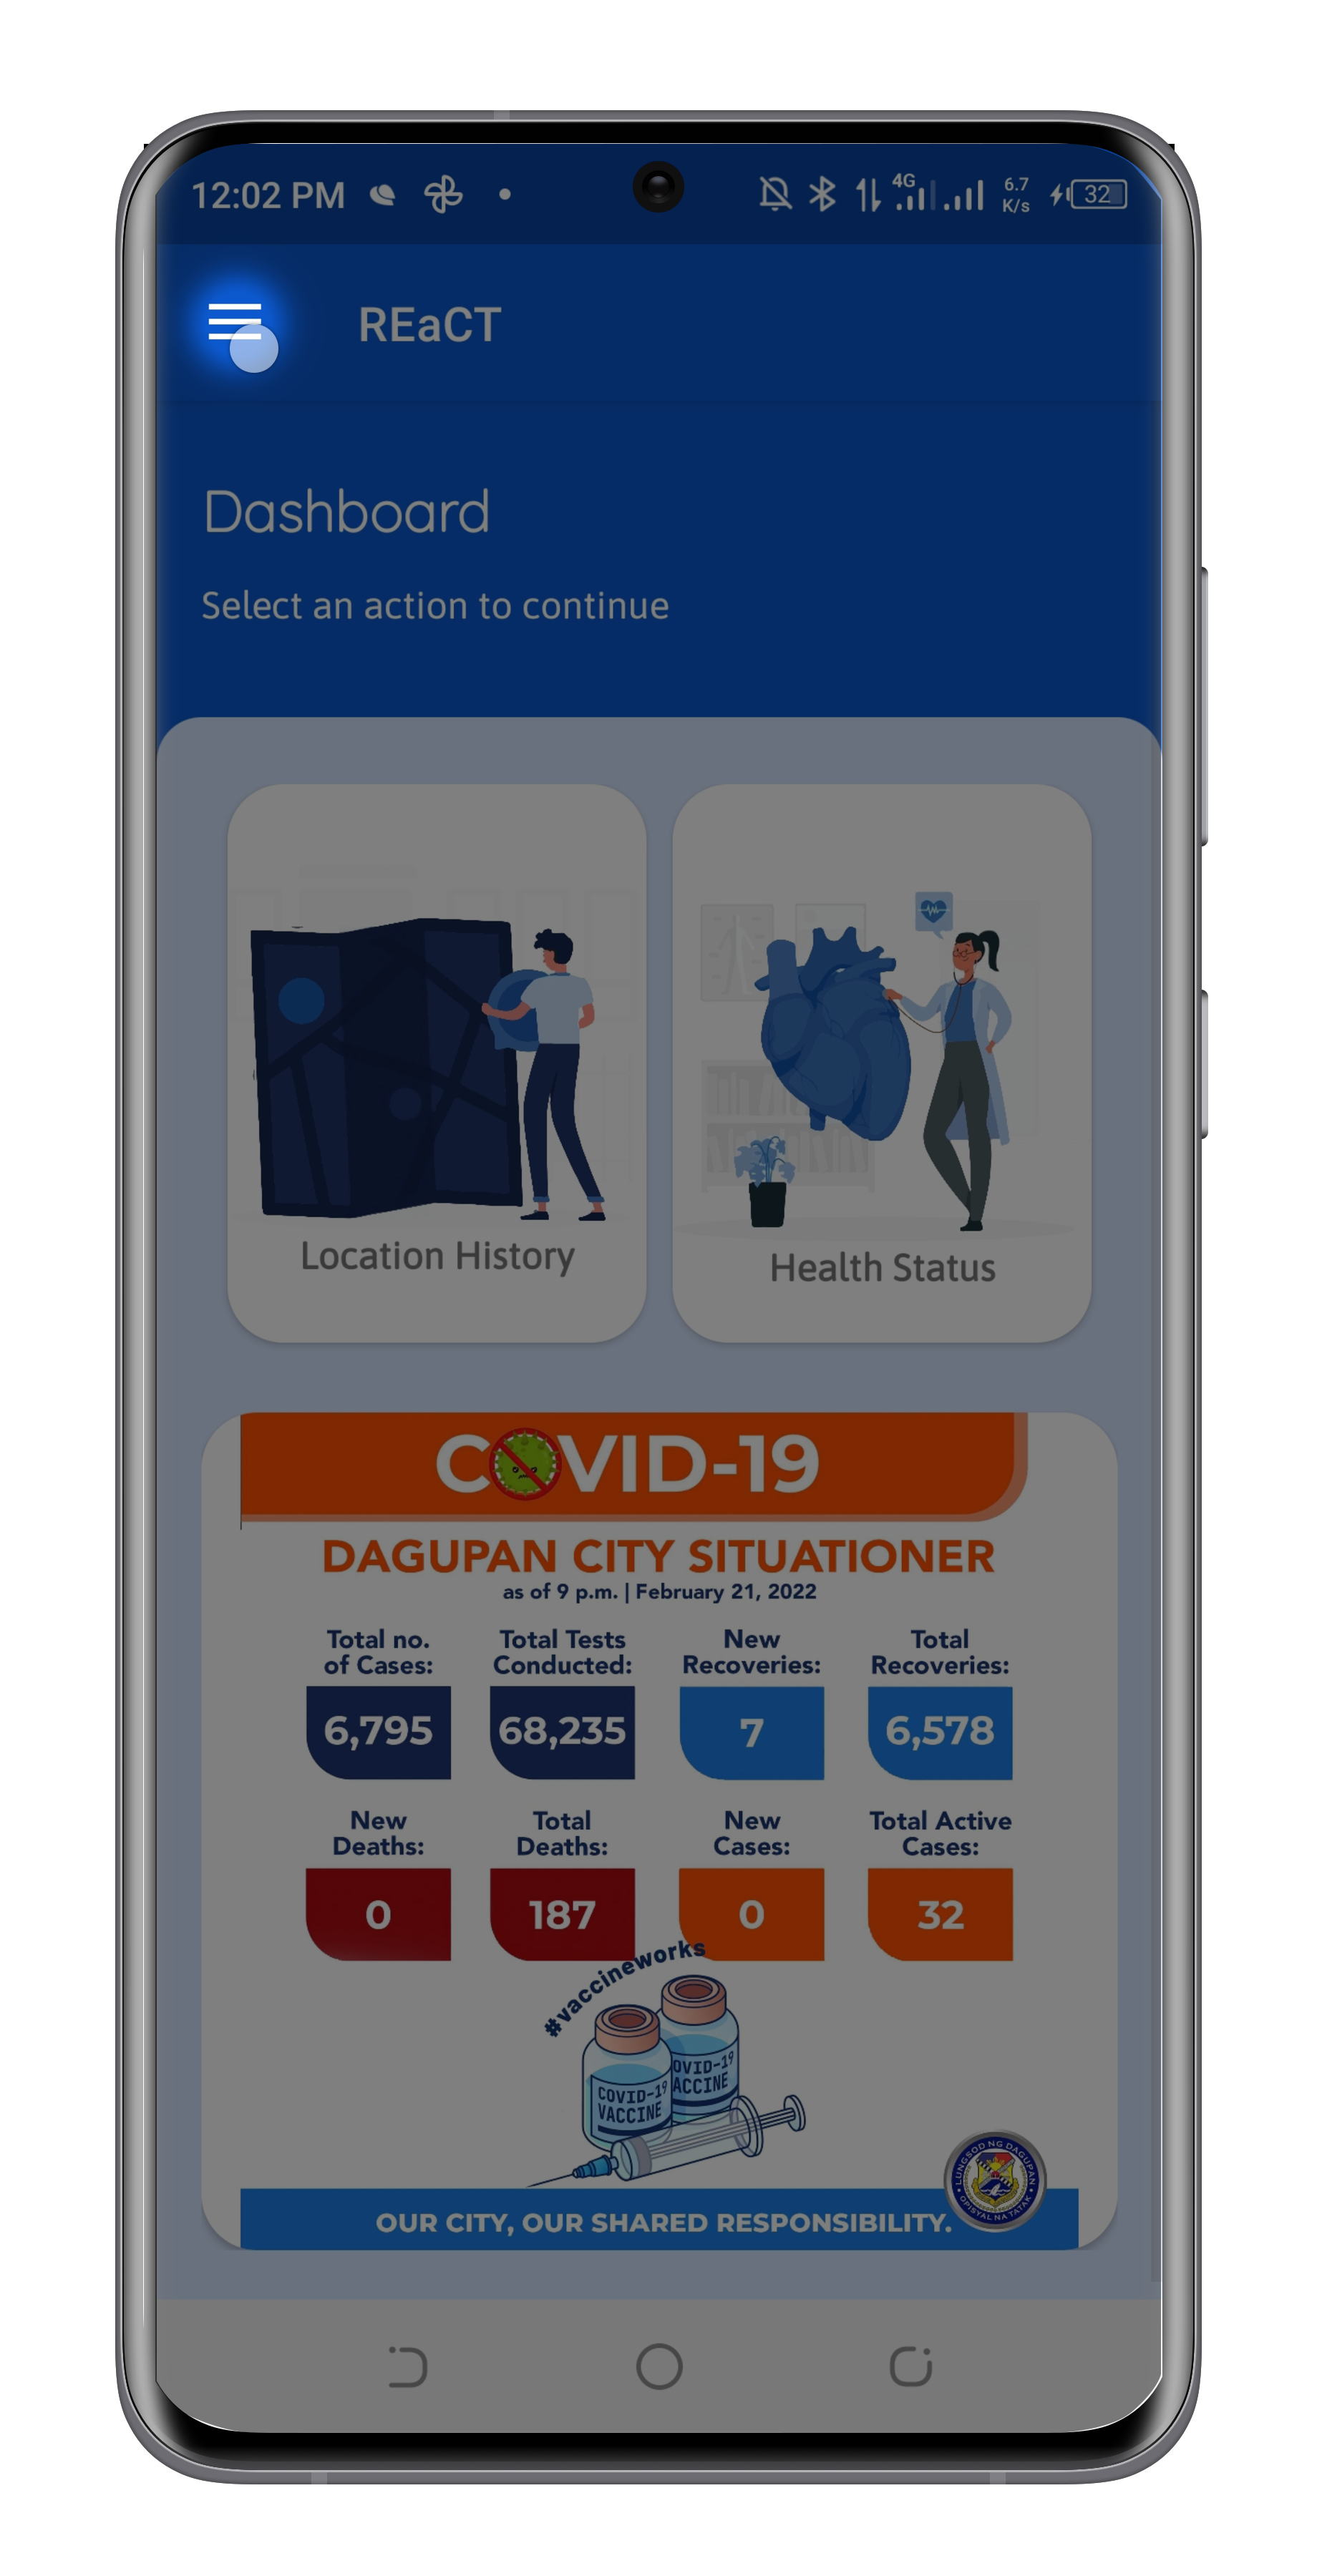 12:02 PM
4G
6.7
K/s
32
REaCT
Dashboard
Select an action to continue
Location History
Health Status
COVID-19
DAGUPAN CITY SITUATIONER
as of 9 p.m. | February 21, 2022
Total no.
of Cases:
6,795
Total Tests
Conducted:
68,235
New
Recoveries:
7
Total
Recoveries:
6,578
New
Deaths:
0
Total
Deaths:
187
New
Cases:
0
Total Active
Cases:
32
#vaccineworks
COVID-19
VACCINE
OVID-19
ACCINE
LUNGSOD NG DAGUPAN
OPISYAL NA TATAK
OUR CITY, OUR SHARED RESPONSIBILITY.